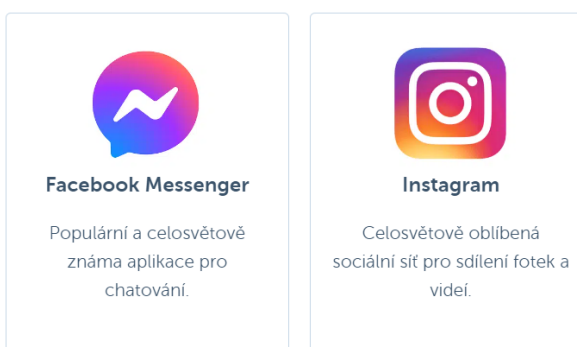 Facebook Messenger
Populární a celosvětově
známa aplikace pro
chatování.
Instagram
Celosvětově oblíbená
sociální síť pro sdílení fotek a
videí.